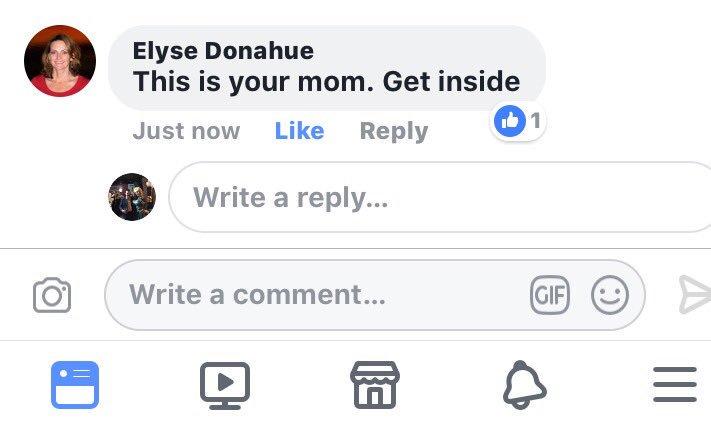 Elyse Donahue
This is your mom. Get inside
Just now Like Reply 1
Write a reply...
Write a comment... GIF